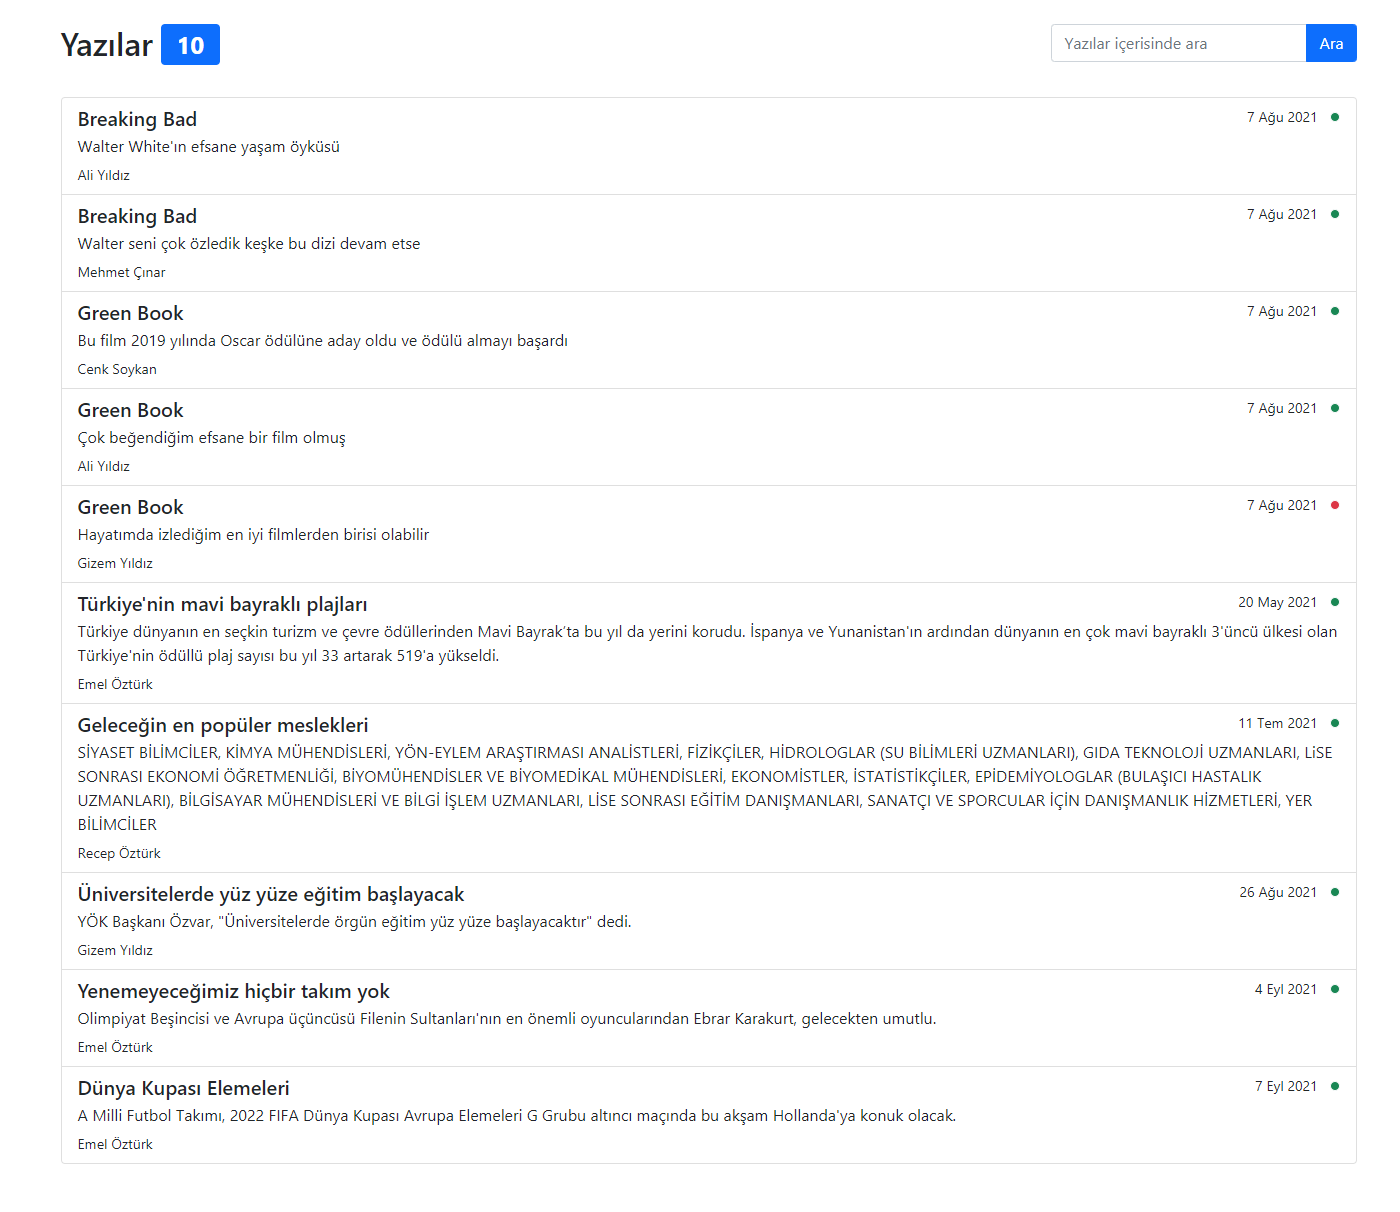 Yazılar 10
Yazılar içerisinde ara Ara
Breaking Bad 7 Ağu 2021
Walter White'ın efsane yaşam öyküsü
Ali Yıldız
Breaking Bad 7 Ağu 2021
Walter seni çok özledik keşke bu dizi devam etse
Mehmet Çınar
Green Book 7 Ağu 2021
Bu film 2019 yılında Oscar ödülüne aday oldu ve ödülü almayı başardı
Cenk Soykan
Green Book 7 Ağu 2021
Çok beğendiğim efsane bir film olmuş
Ali Yıldız
Green Book 7 Ağu 2021
Hayatımda izlediğim en iyi filmlerden birisi olabilir
Gizem Yıldız
Türkiye'nin mavi bayraklı plajları 20 May 2021
Türkiye dünyanın en seçkin turizm ve çevre ödüllerinden Mavi Bayrak’ta bu yıl da yerini korudu. İspanya ve Yunanistan'ın ardından dünyanın en çok mavi bayraklı 3'üncü ülkesi olan
Türkiye'nin ödüllü plaj sayısı bu yıl 33 artarak 519'a yükseldi.
Emel Öztürk
Geleceğin en popüler meslekleri 11 Tem 2021
SİYASET BİLİMCİLER, KİMYA MÜHENDİSLERİ, YÖN-EYLEM ARAŞTIRMASI ANALİSTLERİ, FİZİKÇİLER, HİDROLOGLAR (SU BİLİMLERİ UZMANLARI), GIDA TEKNOLOJİ UZMANLARI, LiSE
SONRASI EKONOMİ ÖĞRETMENLİĞİ, BİYOMÜHENDİSLER VE BİYOMEDİKAL MÜHENDİSLERİ, EKONOMİSTLER, İSTATİSTİKÇİLER, EPİDEMİYOLOGLAR (BULAŞICI HASTALIK
UZMANLARI), BİLGİSAYAR MÜHENDİSLERİ VE BİLGİ İŞLEM UZMANLARI, LİSE SONRASI EĞİTİM DANIŞMANLARI, SANATÇI VE SPORCULAR İÇİN DANIŞMANLIK HİZMETLERİ, YER
BİLİMCİLER
Recep Öztürk
Üniversitelerde yüz yüze eğitim başlayacak 26 Ağu 2021
YÖK Başkanı Özvar, "Üniversitelerde örgün eğitim yüz yüze başlayacaktır" dedi.
Gizem Yıldız
Yenemeyeceğimiz hiçbir takım yok 4 Eyl 2021
Olimpiyat Beşincisi ve Avrupa üçüncüsü Filenin Sultanları'nın en önemli oyuncularından Ebrar Karakurt, gelecekten umutlu.
Emel Öztürk
Dünya Kupası Elemeleri 7 Eyl 2021
A Milli Futbol Takımı, 2022 FIFA Dünya Kupası Avrupa Elemeleri G Grubu altıncı maçında bu akşam Hollanda'ya konuk olacak.
Emel Öztürk